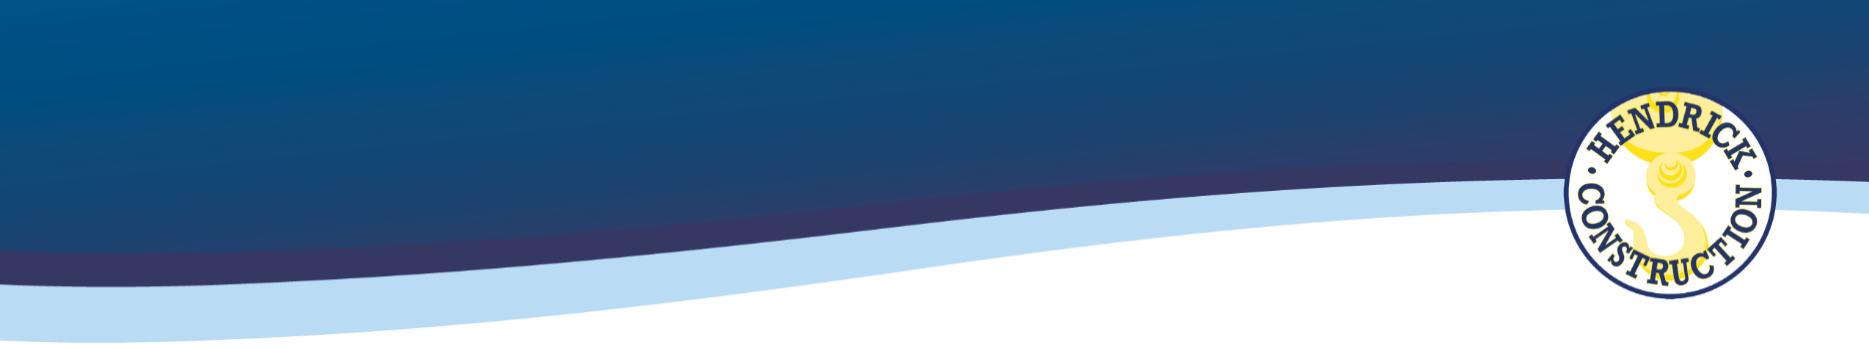 · HENDRICK ·
CONSTRUCTION